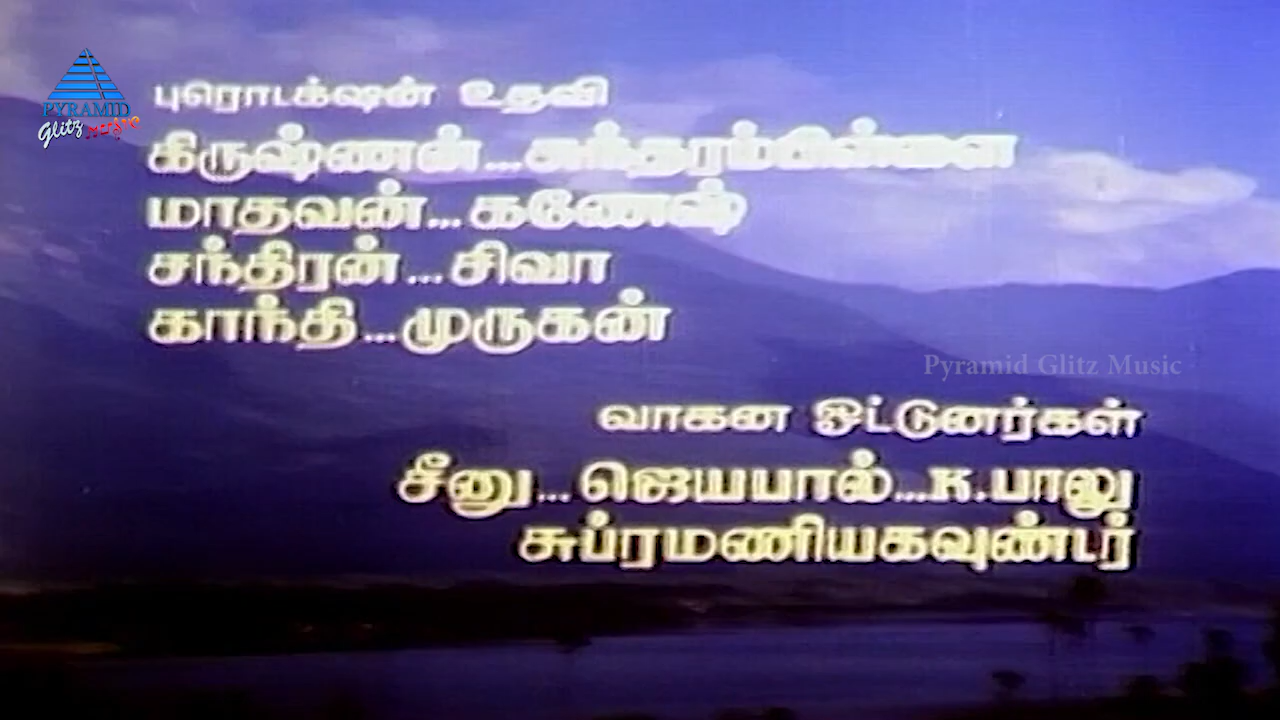 PYRAMID
Glitz Music
புரொடக்ஷன் உதவி
கிருஷ்ணன்...சுந்தரம்பிள்ளை
மாதவன்...கணேஷ்
சந்திரன்...சிவா
காந்தி...முருகன்
Pyramid Glitz Music
வாகன ஓட்டுனர்கள்
சீனு...ஜெயபால்...K.பாலு
சுப்ரமணியகவுண்டர்